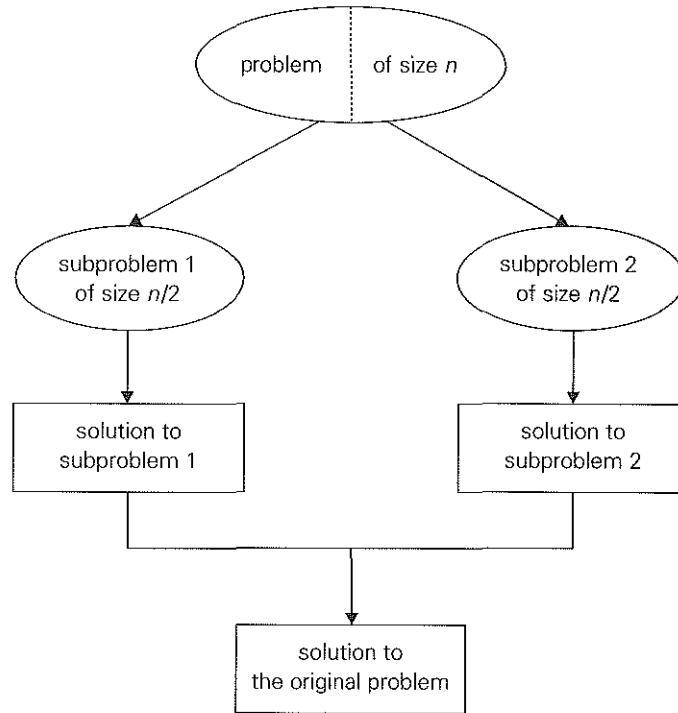 problem of size n
subproblem 1
of size n/2
subproblem 2
of size n/2
solution to
subproblem 1
solution to
subproblem 2
solution to
the original problem